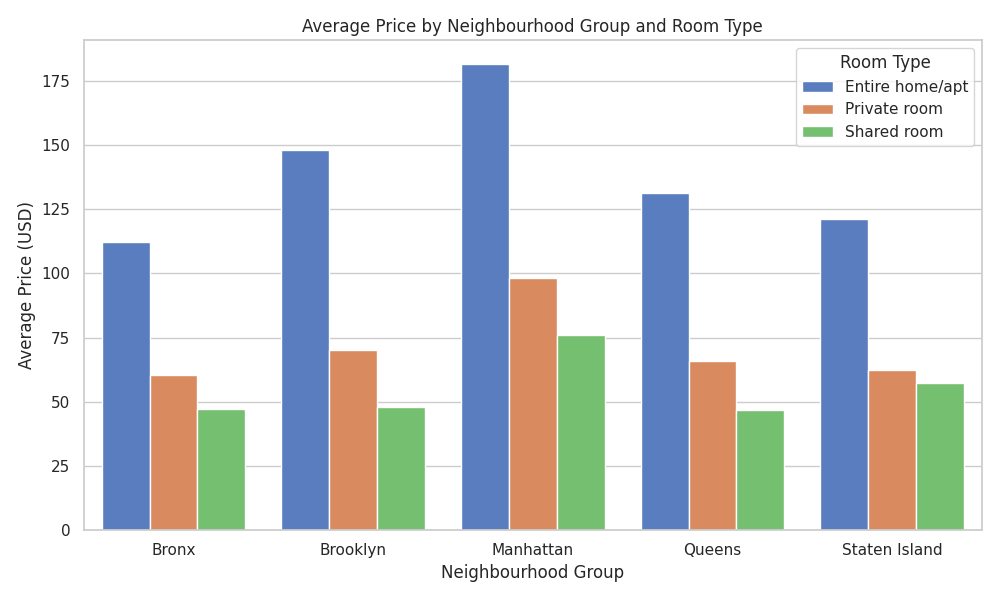 Average Price by Neighbourhood Group and Room Type
Room Type
Entire home/apt
Private room
Shared room
Average Price (USD)
175
150
125
100
75
50
25
0
Bronx
Brooklyn
Manhattan
Queens
Staten Island
Neighbourhood Group